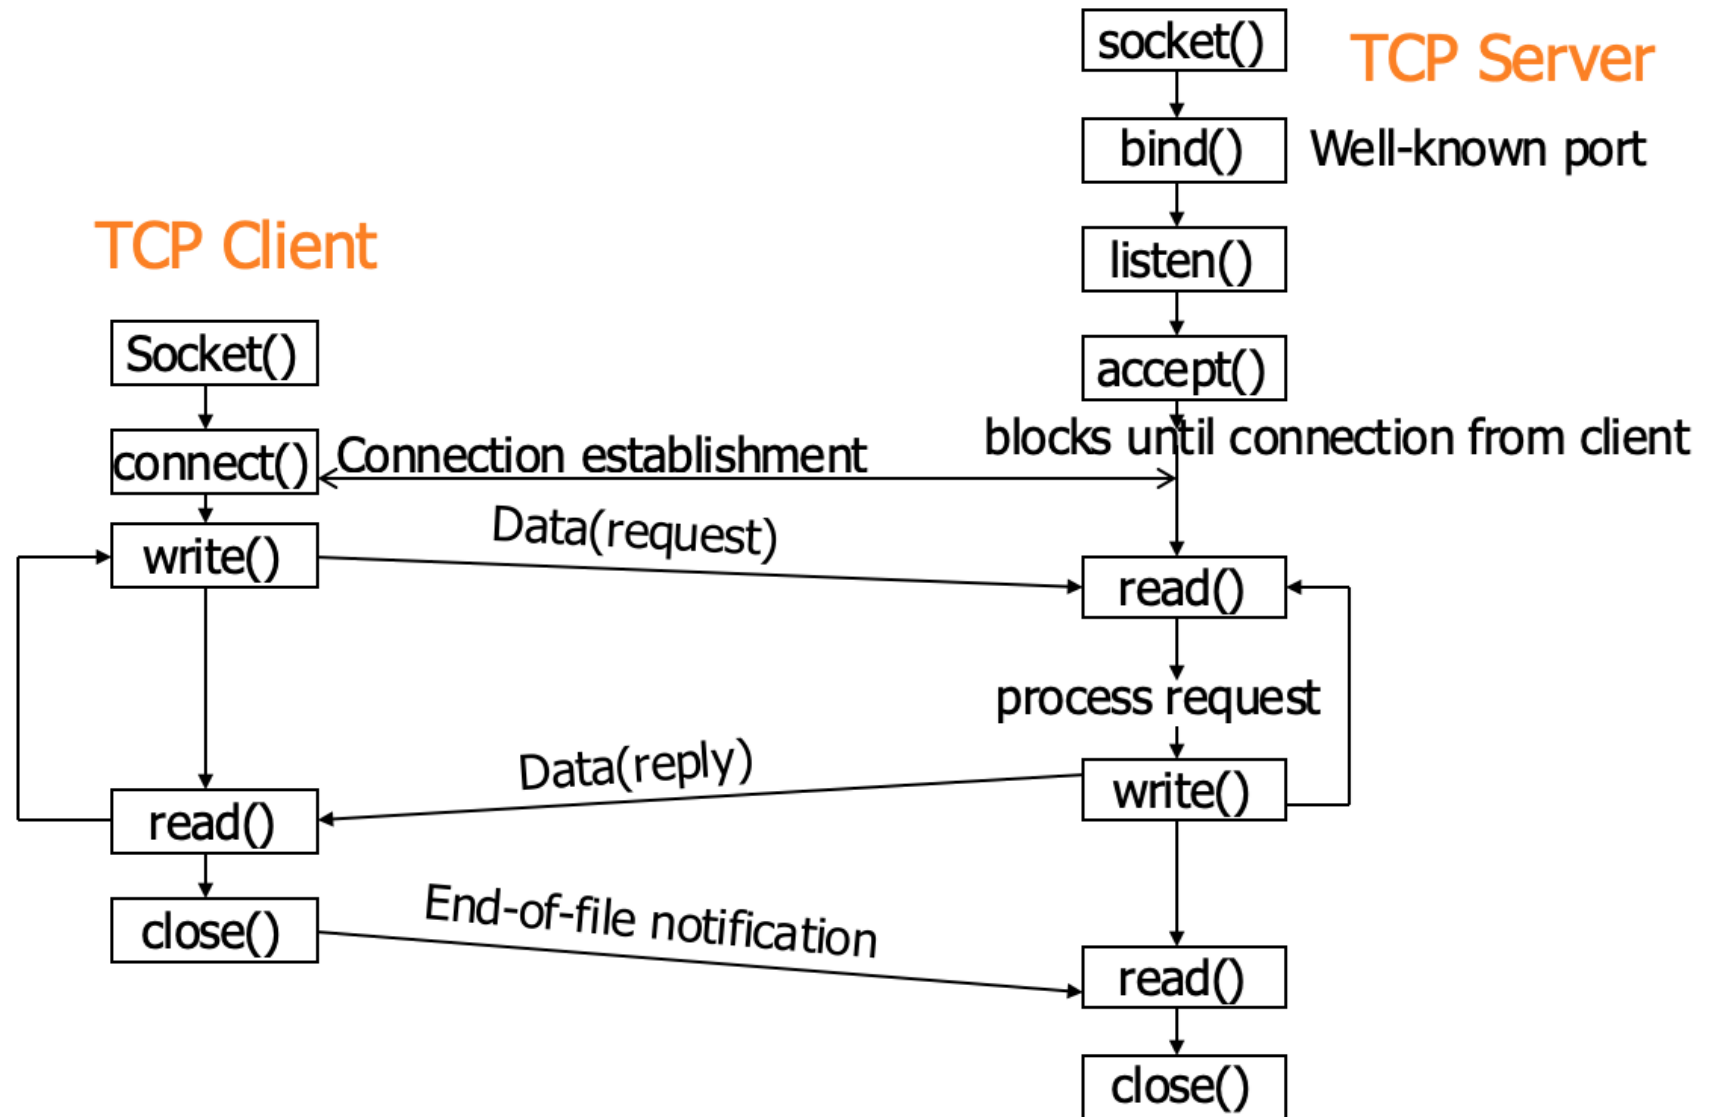 socket()
TCP Server
bind()
Well-known port
TCP Client
listen()
Socket()
accept()
blocks until connection from client
connect()
Connection establishment
Data(request)
write()
read()
process request
Data(reply)
write()
read()
End-of-file notification
close()
read()
close()